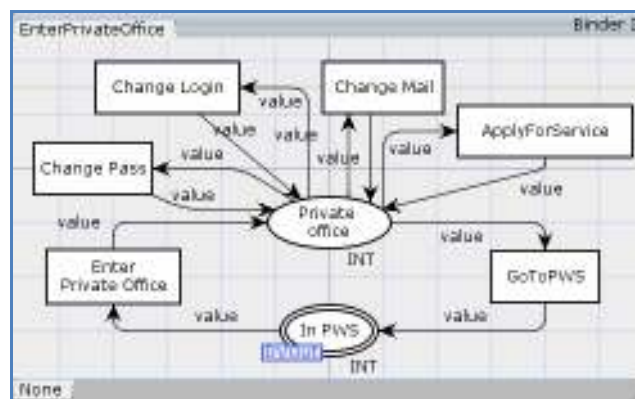 EnterPrivateOffice
Binder
Change Login
Change Mail
value
value
value
value
value
ApplyForService
value
value
Change Pass
value
value
Private
office
value
value
INT
Enter
Private Office
GoToPWS
value
In PWS
value
INT
None